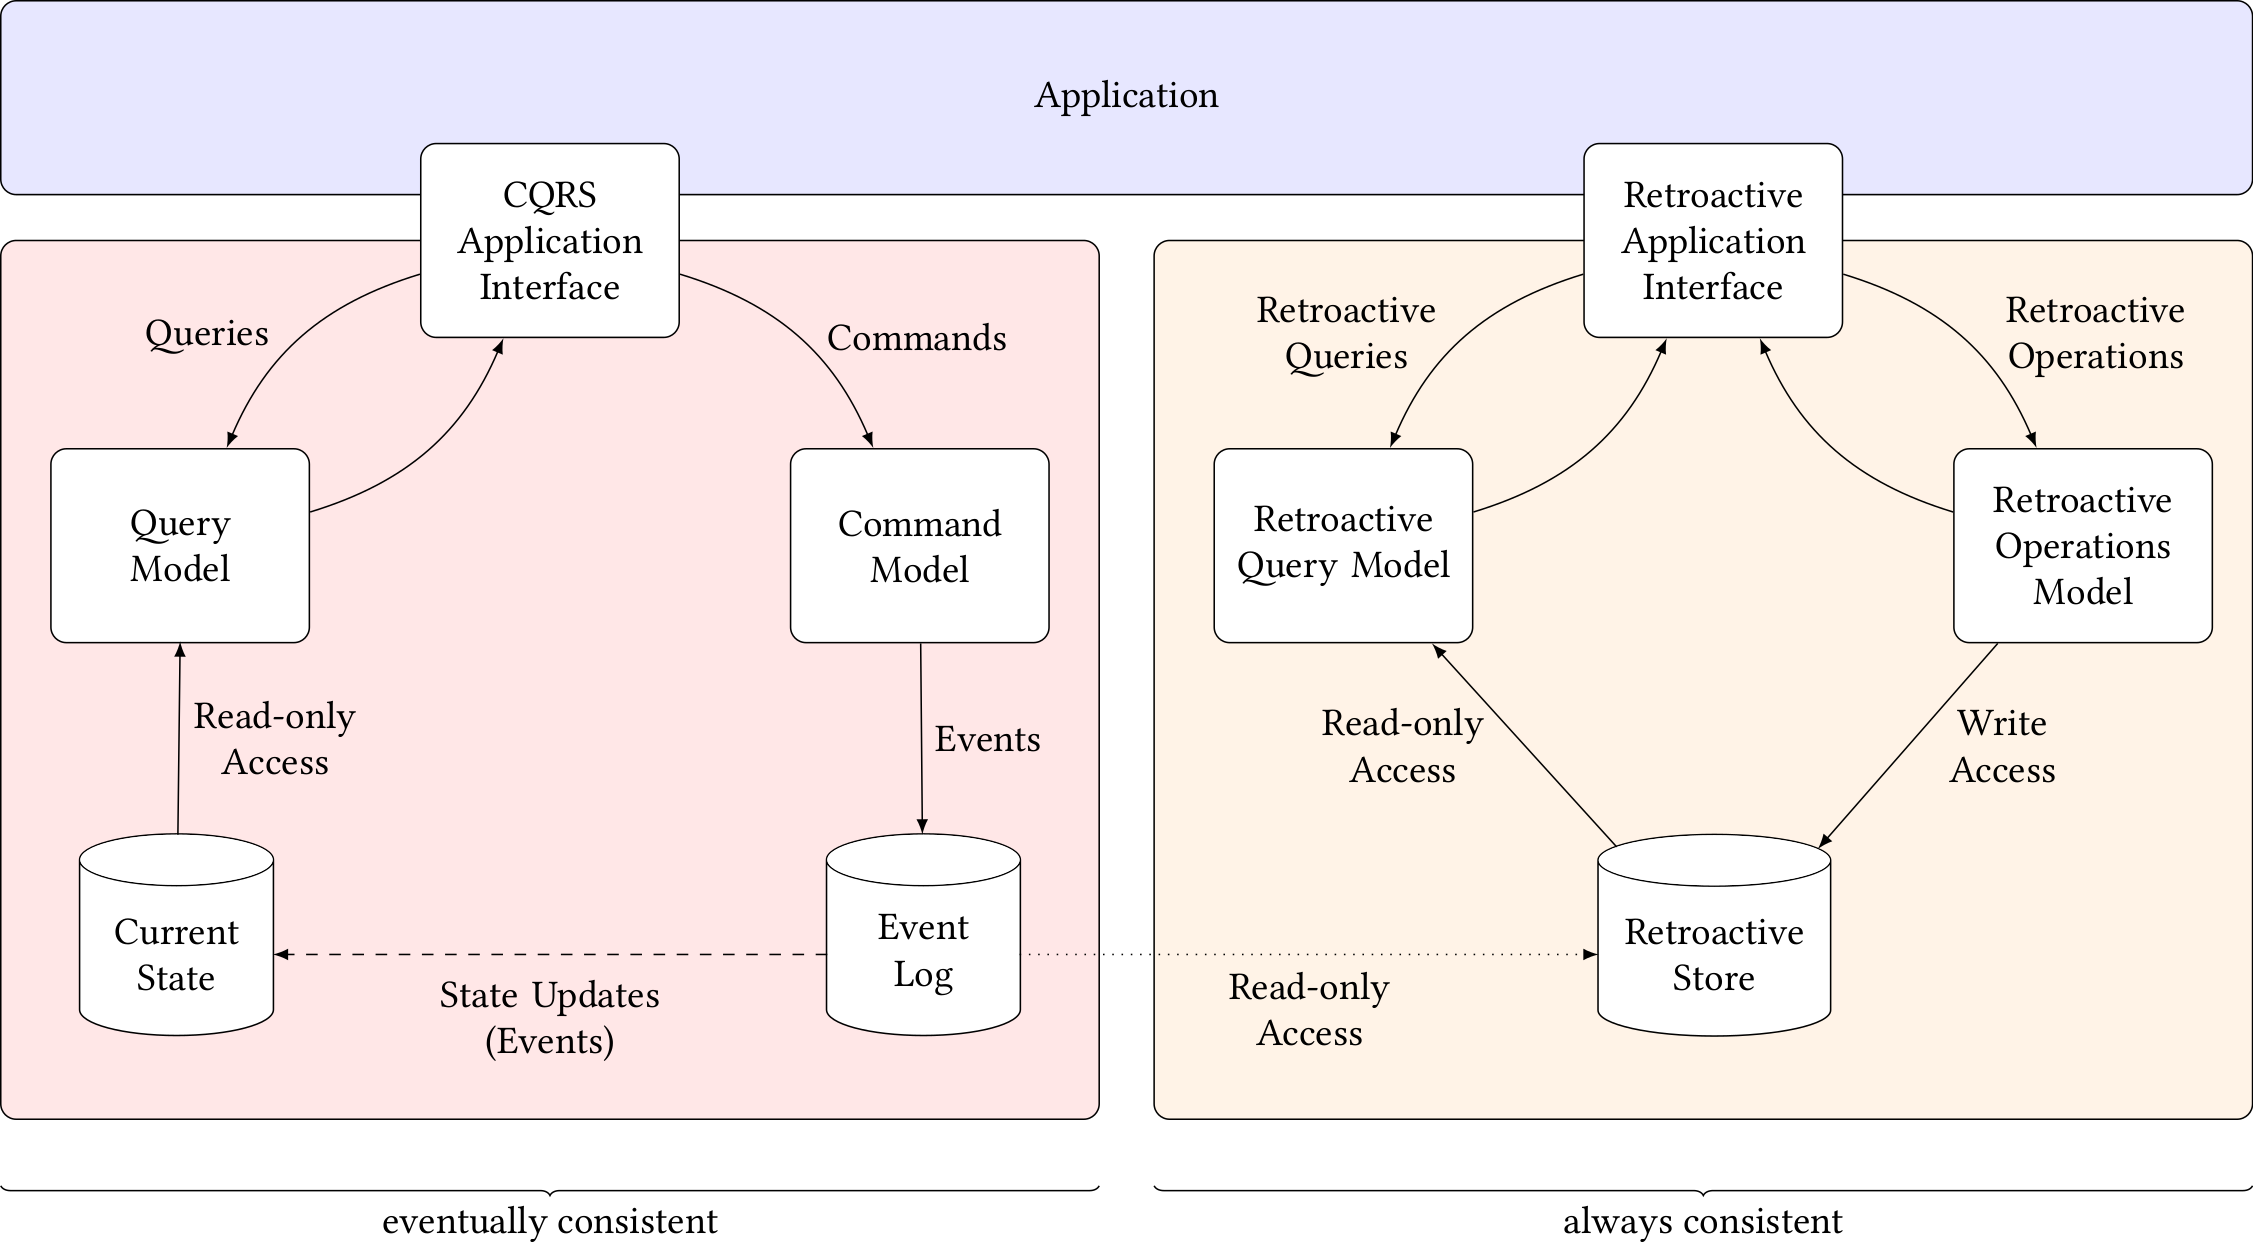 Application
CQRS
Application
Interface
Retroactive
Application
Interface
Queries
Commands
Retroactive
Queries
Retroactive
Operations
Query
Model
Command
Model
Retroactive
Query Model
Retroactive
Operations
Model
Read-only
Access
Events
Read-only
Access
Write
Access
Current
State
Event
Log
Retroactive
Store
State Updates
(Events)
Read-only
Access
eventually consistent
always consistent